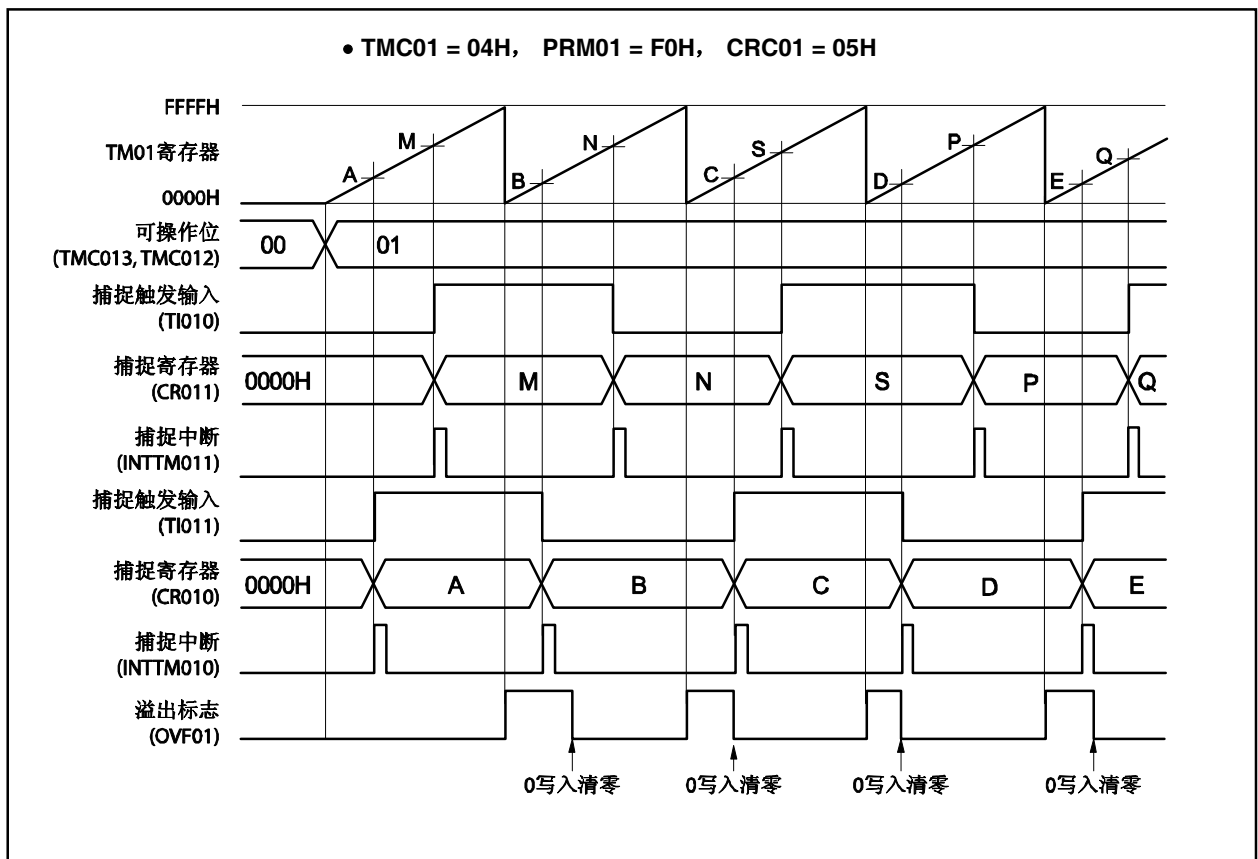 • TMC01 = 04H, PRM01 = F0H, CRC01 = 05H
FFFFH
TM01寄存器
0000H
A M B N C S D P E Q
可操作位
(TMC013, TMC012)
00 01
捕捉触发输入
(TI010)
捕捉寄存器
(CR011)
0000H M N S P Q
捕捉中断
(INTTM011)
捕捉触发输入
(TI011)
捕捉寄存器
(CR010)
0000H A B C D E
捕捉中断
(INTTM010)
溢出标志
(OVF01)
0写入清零 0写入清零 0写入清零 0写入清零